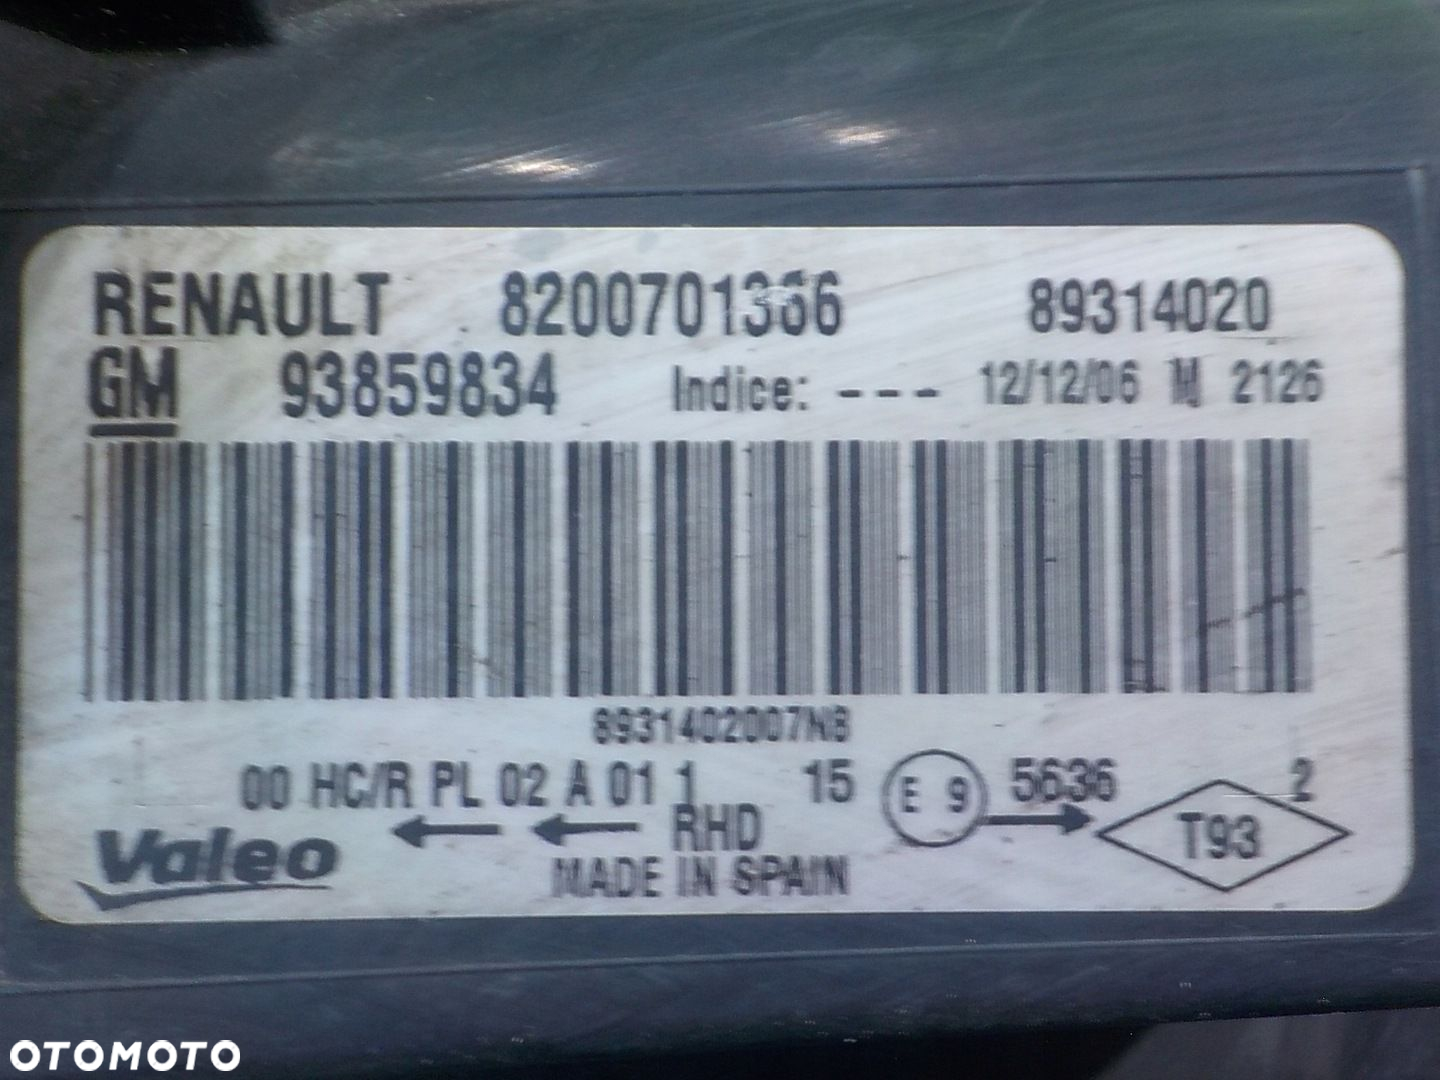 RENAULT 8200701366 89314020
GM 93859834 Indice: --- 12/12/06 M 2126
8931402007N8
00 HC/R PL 02 A 01 1 15 E 9 5636 2
Valeo RHD T93
MADE IN SPAIN
OTOMOTO